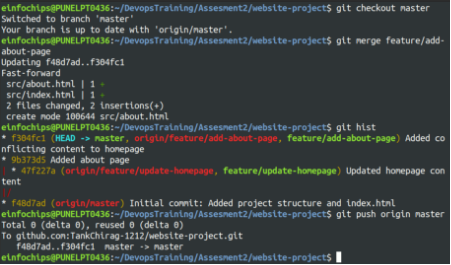 einfochips@PUNELPT0436:~/DevopsTraining/Assesment2/website-project$ git checkout master
Switched to branch 'master'
Your branch is up to date with 'origin/master'.
einfochips@PUNELPT0436:~/DevopsTraining/Assesment2/website-project$ git merge feature/add-
about-page
Updating f48d7ad..f304fc1
Fast-forward
 src/about.html | 1 +
 src/index.html | 1 +
 2 files changed, 2 insertions(+)
 create mode 100644 src/about.html
einfochips@PUNELPT0436:~/DevopsTraining/Assesment2/website-project$ git hist
* f304fc1 (HEAD -> master, origin/feature/add-about-page, feature/add-about-page) Added co
nflicting content to homepage
* 9b373d5 Added about page
| * 47f227a (origin/feature/update-homepage, feature/update-homepage) Updated homepage con
tent
|/
* f48d7ad (origin/master) Initial commit: Added project structure and index.html
einfochips@PUNELPT0436:~/DevopsTraining/Assesment2/website-project$ git push origin master
Total 0 (delta 0), reused 0 (delta 0)
To github.com:TankChirag-1212/website-project.git
   f48d7ad..f304fc1  master -> master
einfochips@PUNELPT0436:~/DevopsTraining/Assesment2/website-project$